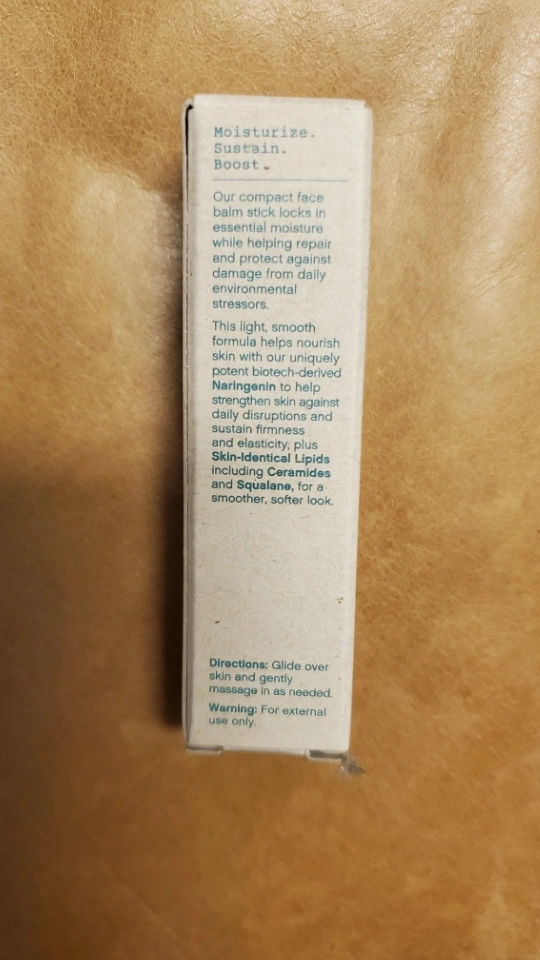 Moisturize.
Sustain.
Boost.
Our compact face
balm stick locks in
essential moisture
while helping repair
and protect against
damage from daily
environmental
stressors.
This light, smooth
formula helps nourish
skin with our uniquely
potent biotech-derived
Naringenin to help
strengthen skin against
daily disruptions and
sustain firmness
and elasticity, plus
Skin-Identical Lipids
including Ceramides
and Squalane, for a
smoother, softer look.
Directions: Glide over
skin and gently
massage in as needed.
Warning: For external
use only.